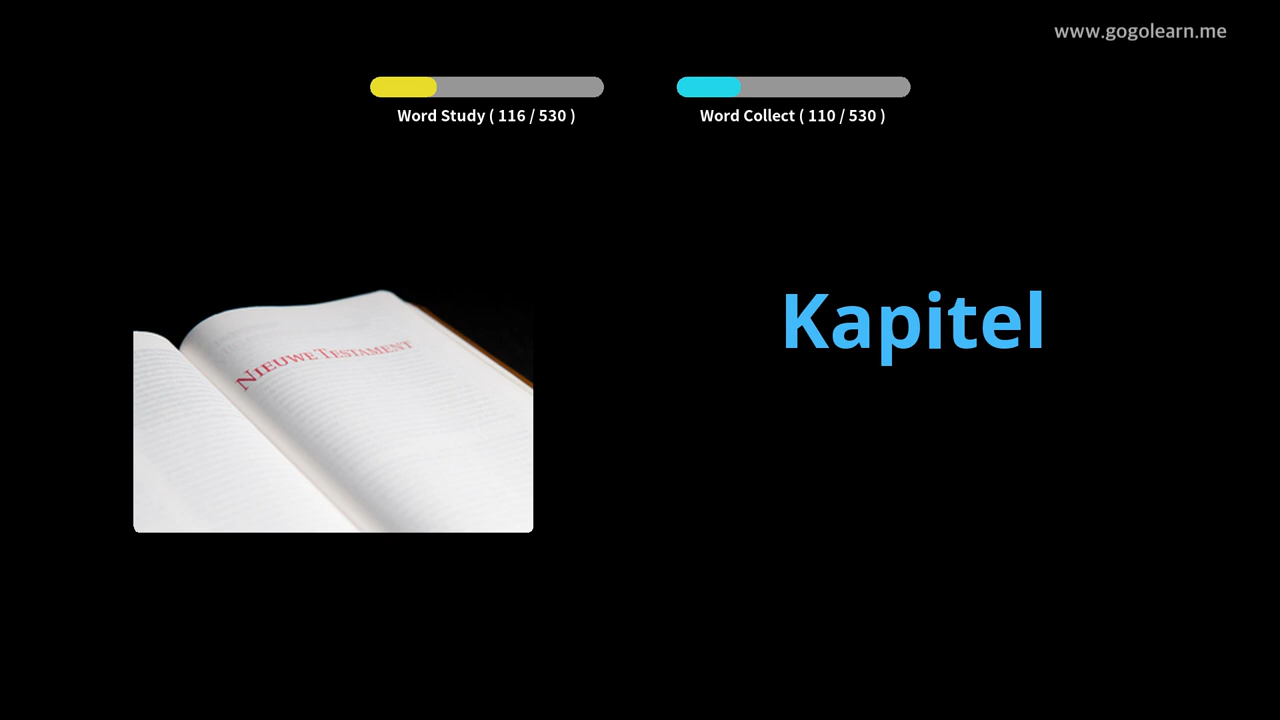 www.gogolearn.me
Word Study ( 116 / 530 )
Word Collect ( 110 / 530 )
Kapitel
NIEUWE TESTAMENT